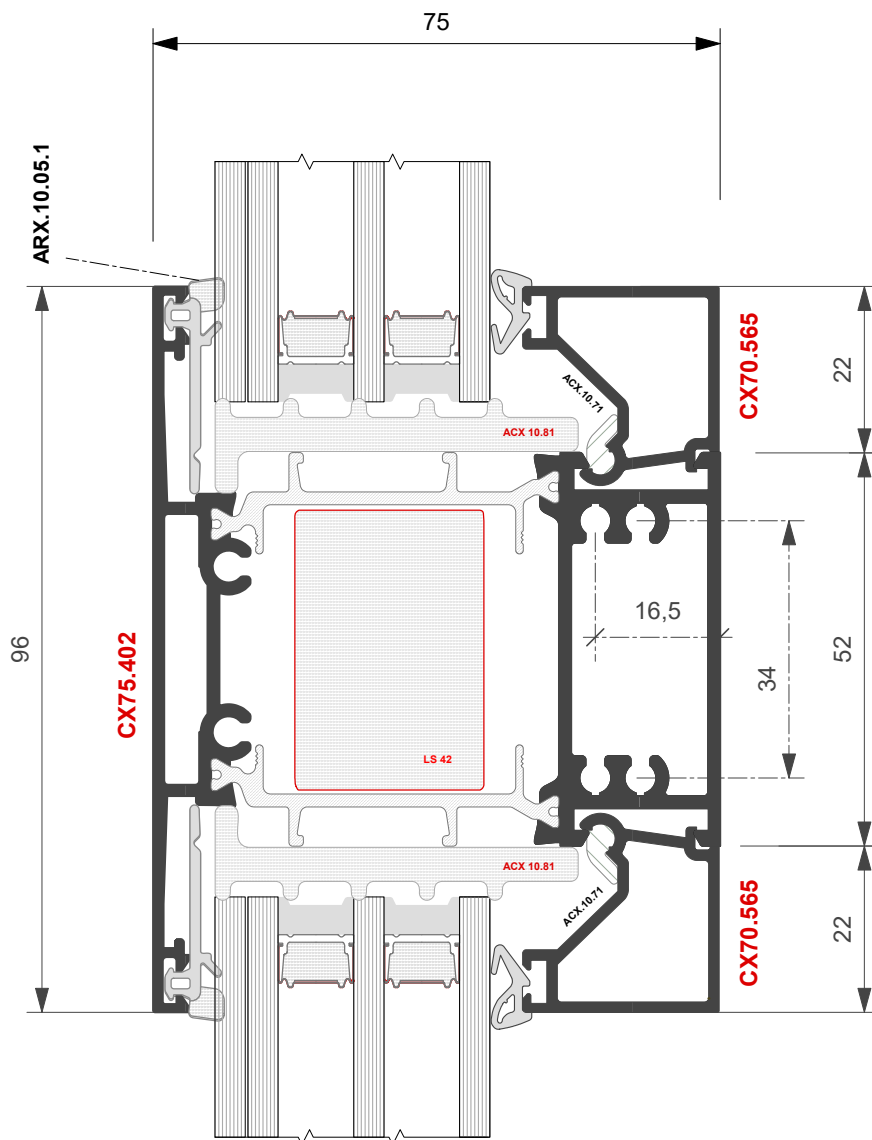 75
ARX.10.05.1
CX70.565
22
ACX.10.71
ACX 10.81
16,5
96
CX75.402
34
52
LS 42
ACX 10.81
ACX.10.71
CX70.565
22